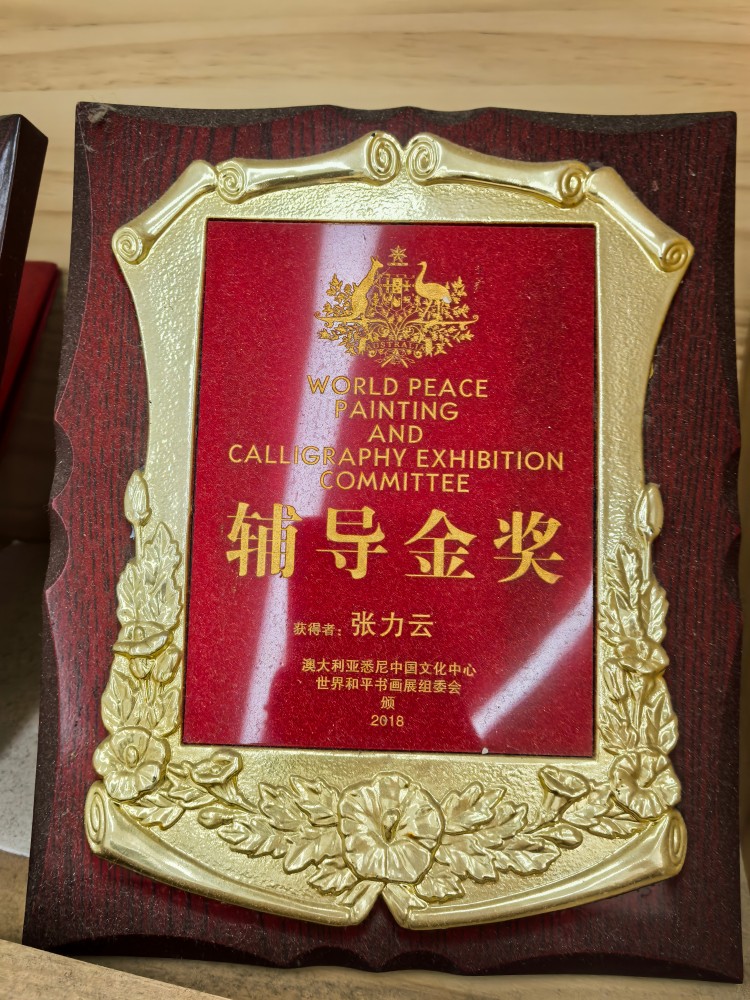 AUSTRALIA
WORLD PEACE
PAINTING
AND
CALLIGRAPHY EXHIBITION
COMMITTEE
辅导金奖
获得者：张力云
澳大利亚悉尼中国文化中心
世界和平书画展组委会
颁
2018